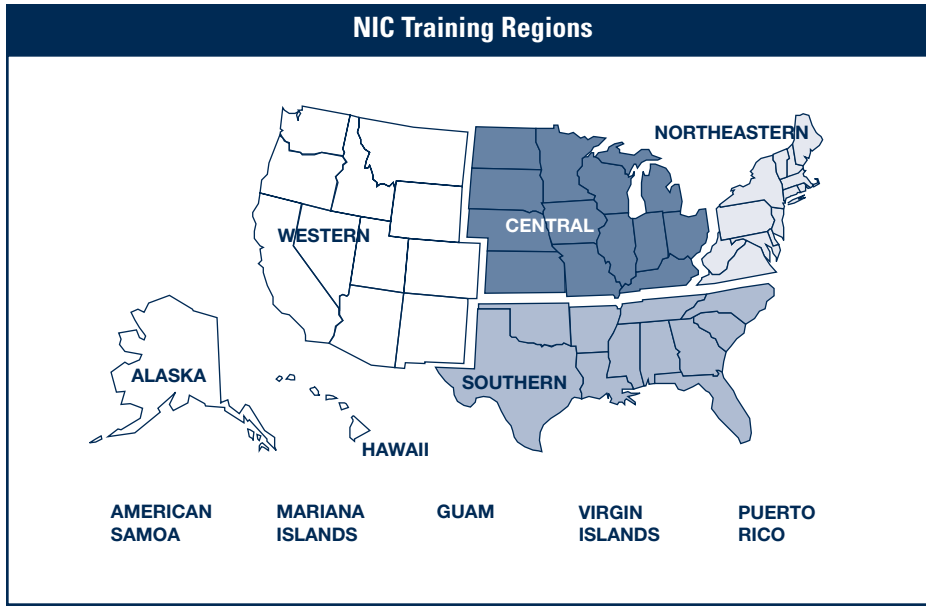 NIC Training Regions
NORTHEASTERN
CENTRAL
WESTERN
ALASKA
SOUTHERN
HAWAII
AMERICAN
SAMOA
MARIANA
ISLANDS
GUAM
VIRGIN
ISLANDS
PUERTO
RICO